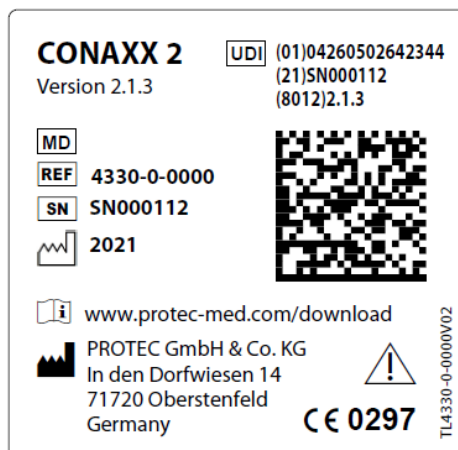 CONAXX 2
Version 2.1.3
UDI (01)04260502642344
(21)SN000112
(8012)2.1.3
MD
REF 4330-0-0000
SN SN000112
2021
www.protec-med.com/download
PROTEC GmbH & Co. KG
In den Dorfwiesen 14
71720 Oberstenfeld
Germany
CE 0297
TL4330-0-0000V02